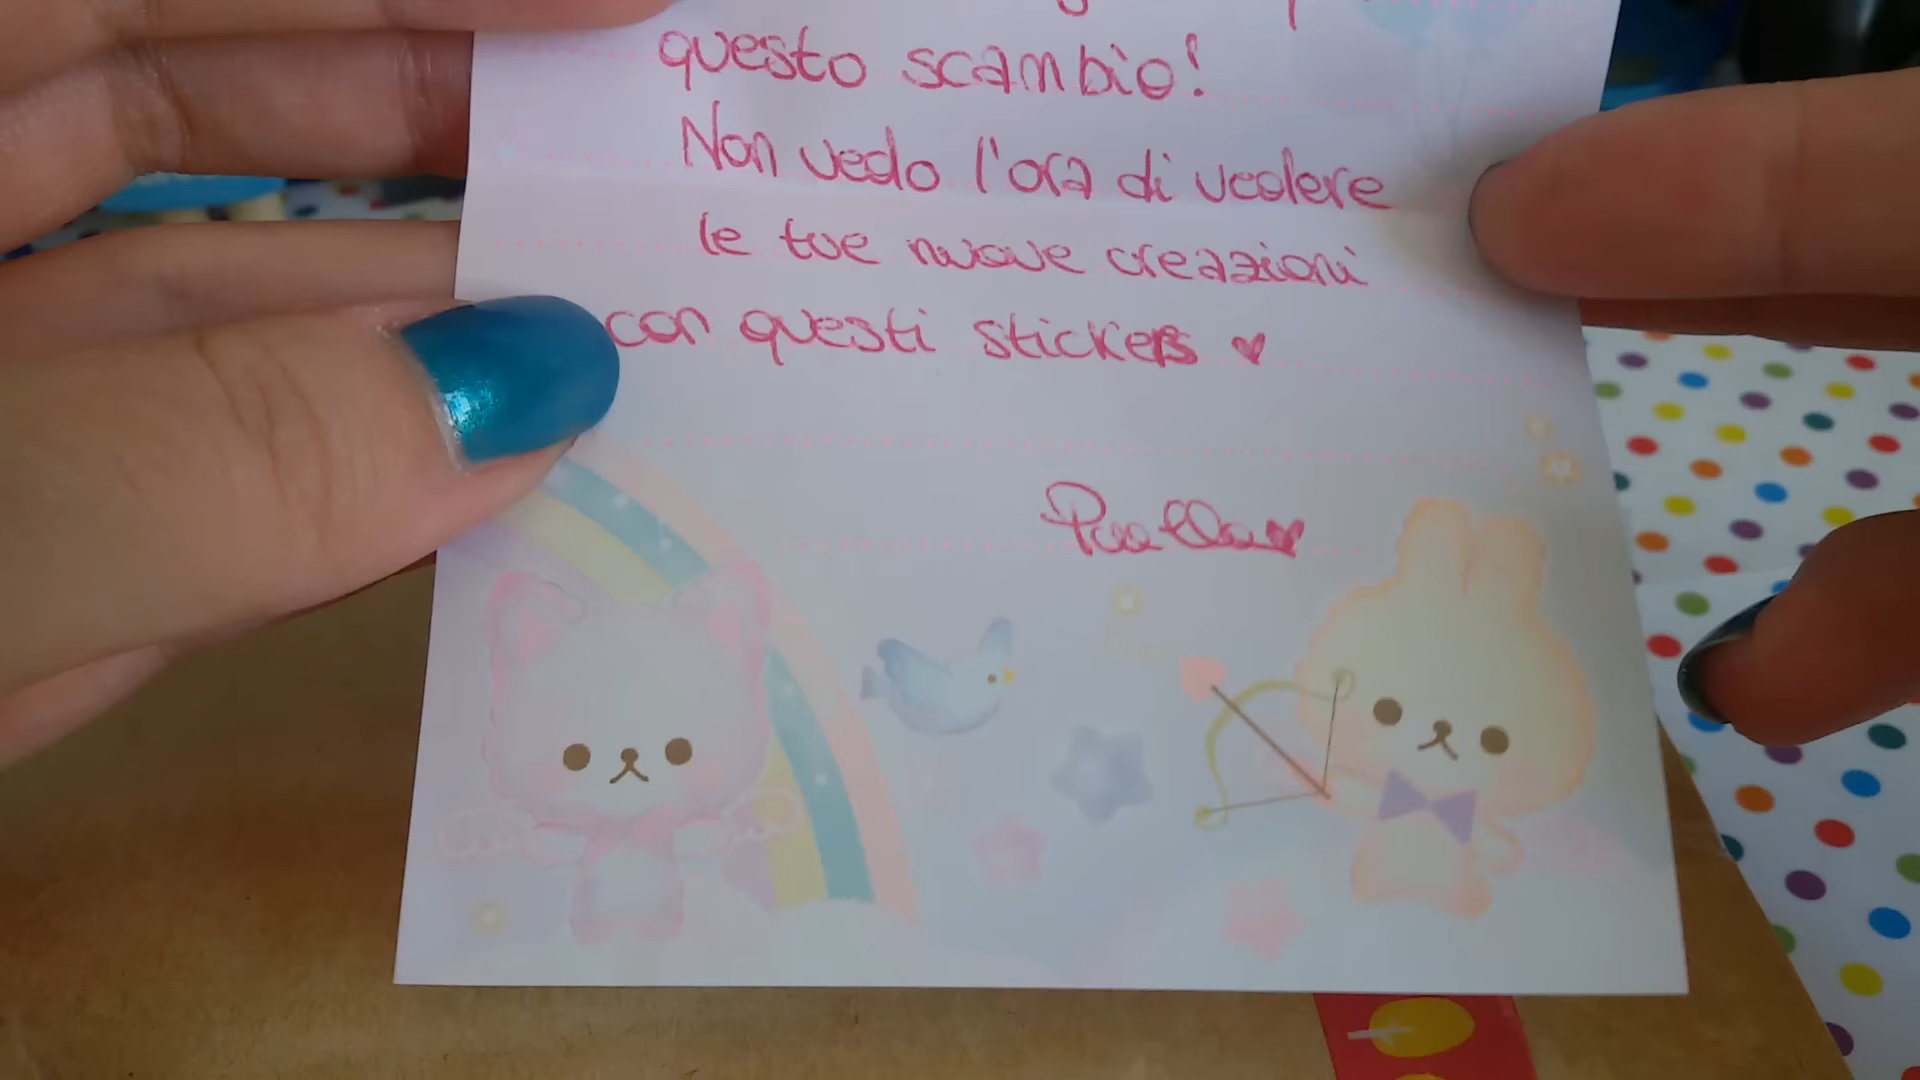 questo scambio!
Non vedo l'ora di vedere
le tue nuove creazioni
con questi stickers ♥